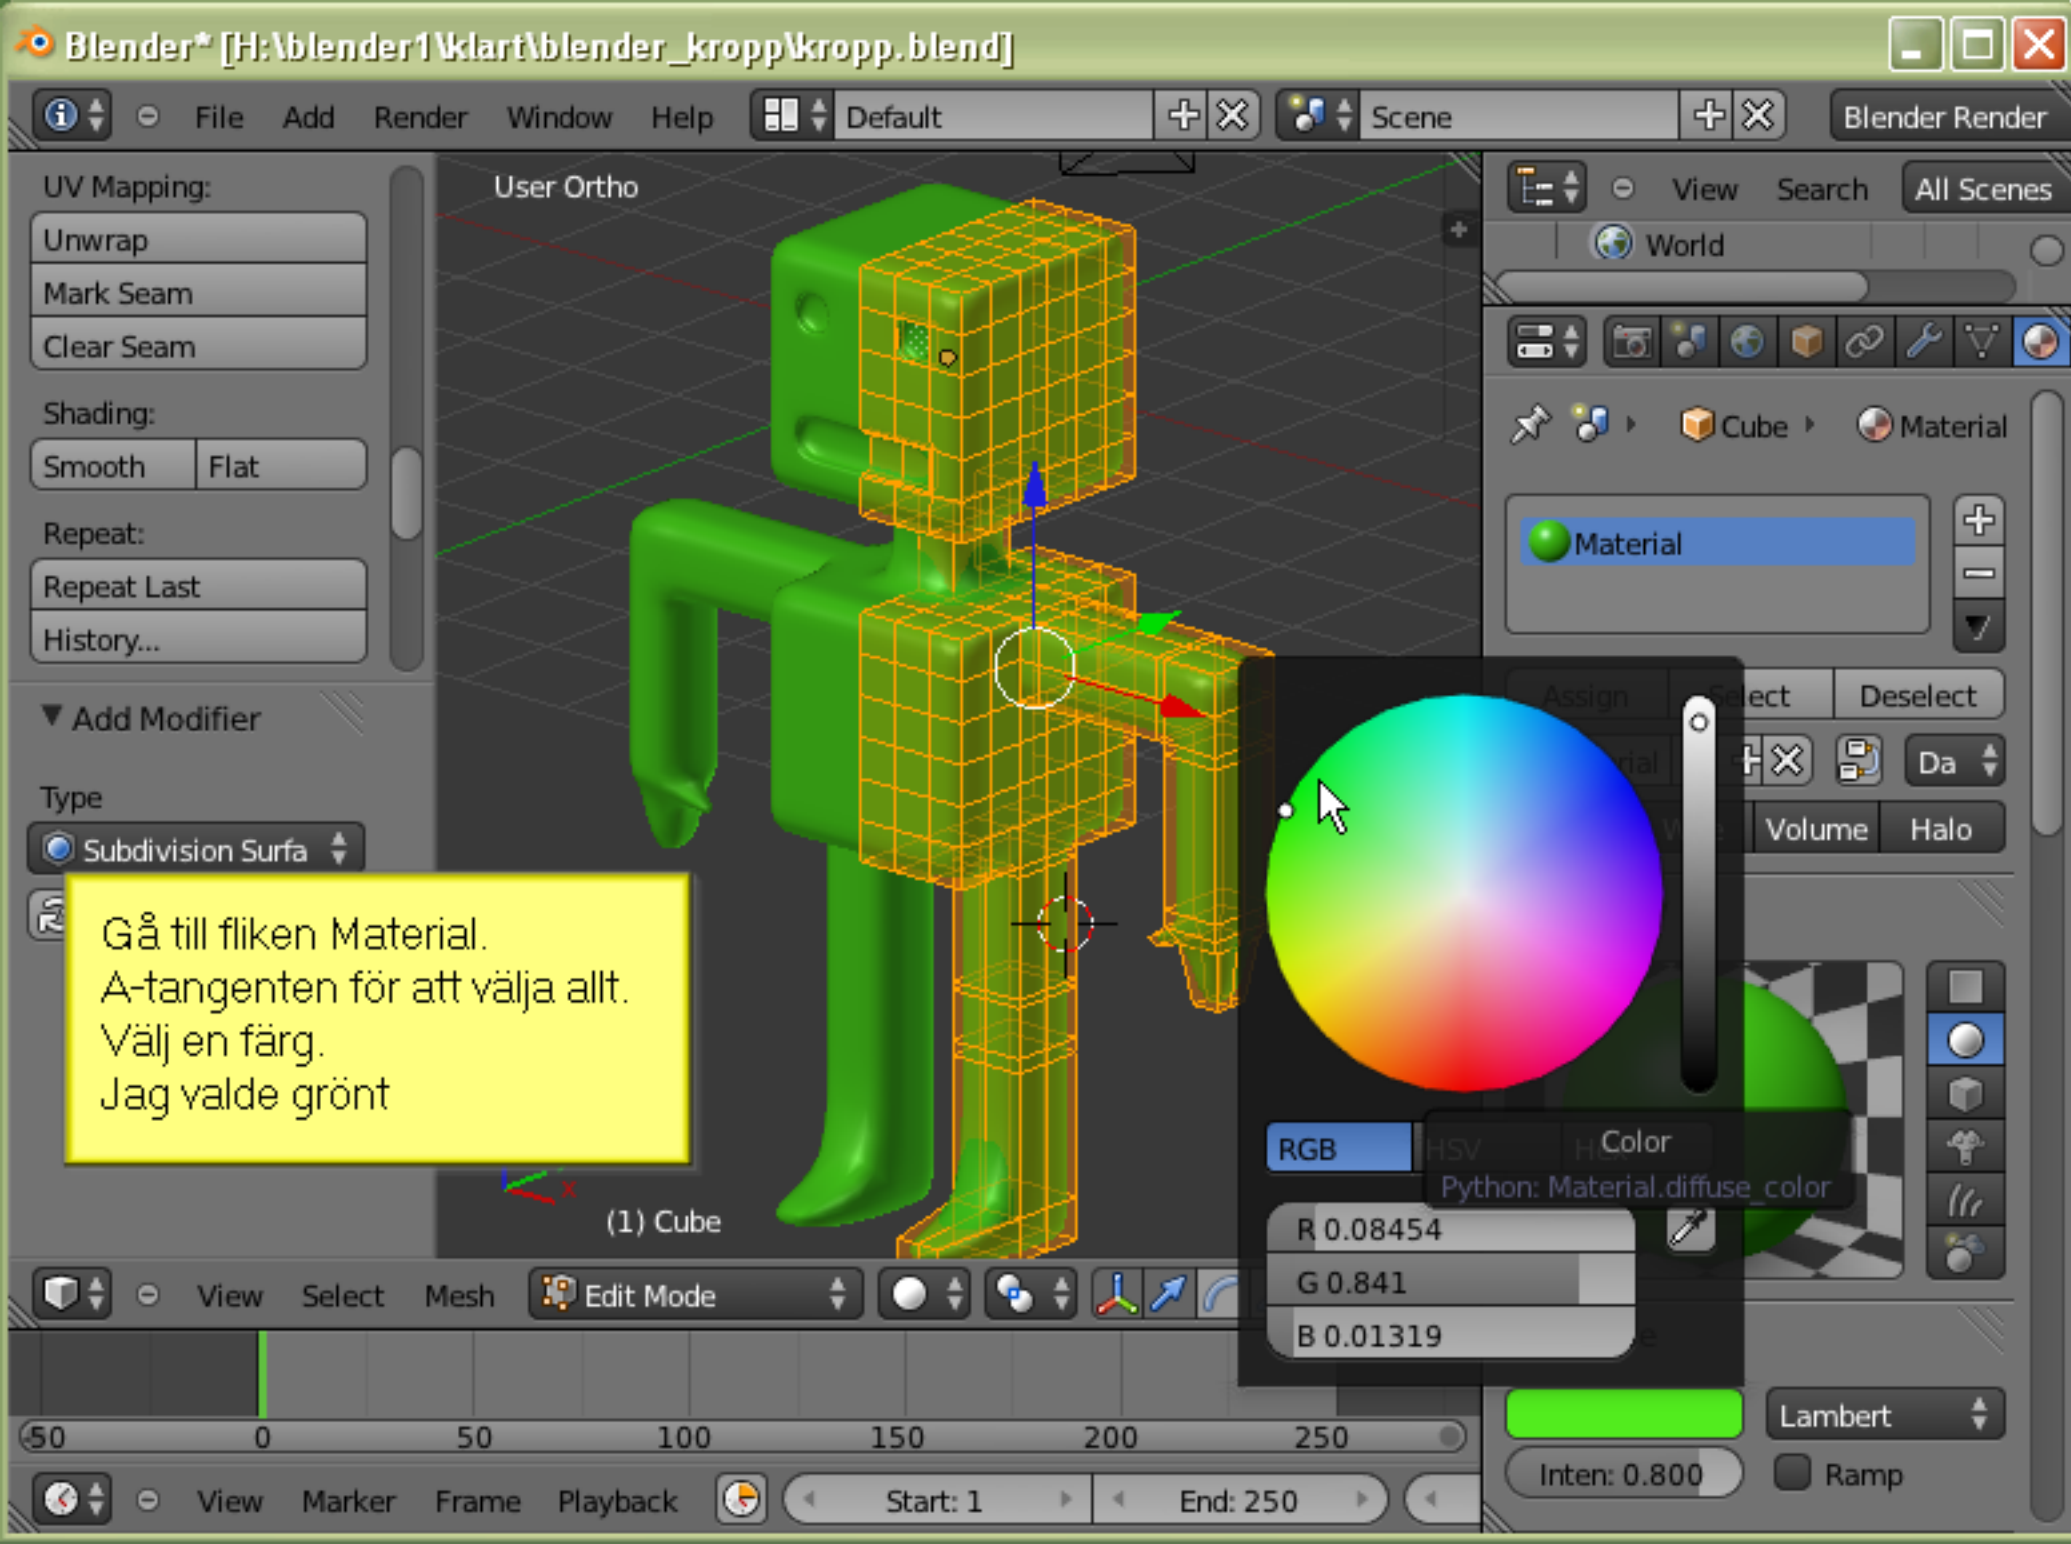 Blender* [H:\blender1\klart\blender_kropp\kropp.blend]
File Add Render Window Help Default Scene Blender Render
UV Mapping:
Unwrap
Mark Seam
Clear Seam
Shading:
Smooth Flat
Repeat:
Repeat Last
History...
Add Modifier
Type
Subdivision Surfa
Gå till fliken Material.
A-tangenten för att välja allt.
Välj en färg.
Jag valde grönt
User Ortho
(1) Cube
X
View Select Mesh Edit Mode
View Search All Scenes
World
Cube Material
Material
Assign Select Deselect
Da
Volume Halo
RGB HSV
Color
Python: Material.diffuse_color
R 0.08454
G 0.841
B 0.01319
Lambert
Inten: 0.800 Ramp
-50 0 50 100 150 200 250
View Marker Frame Playback Start: 1 End: 250